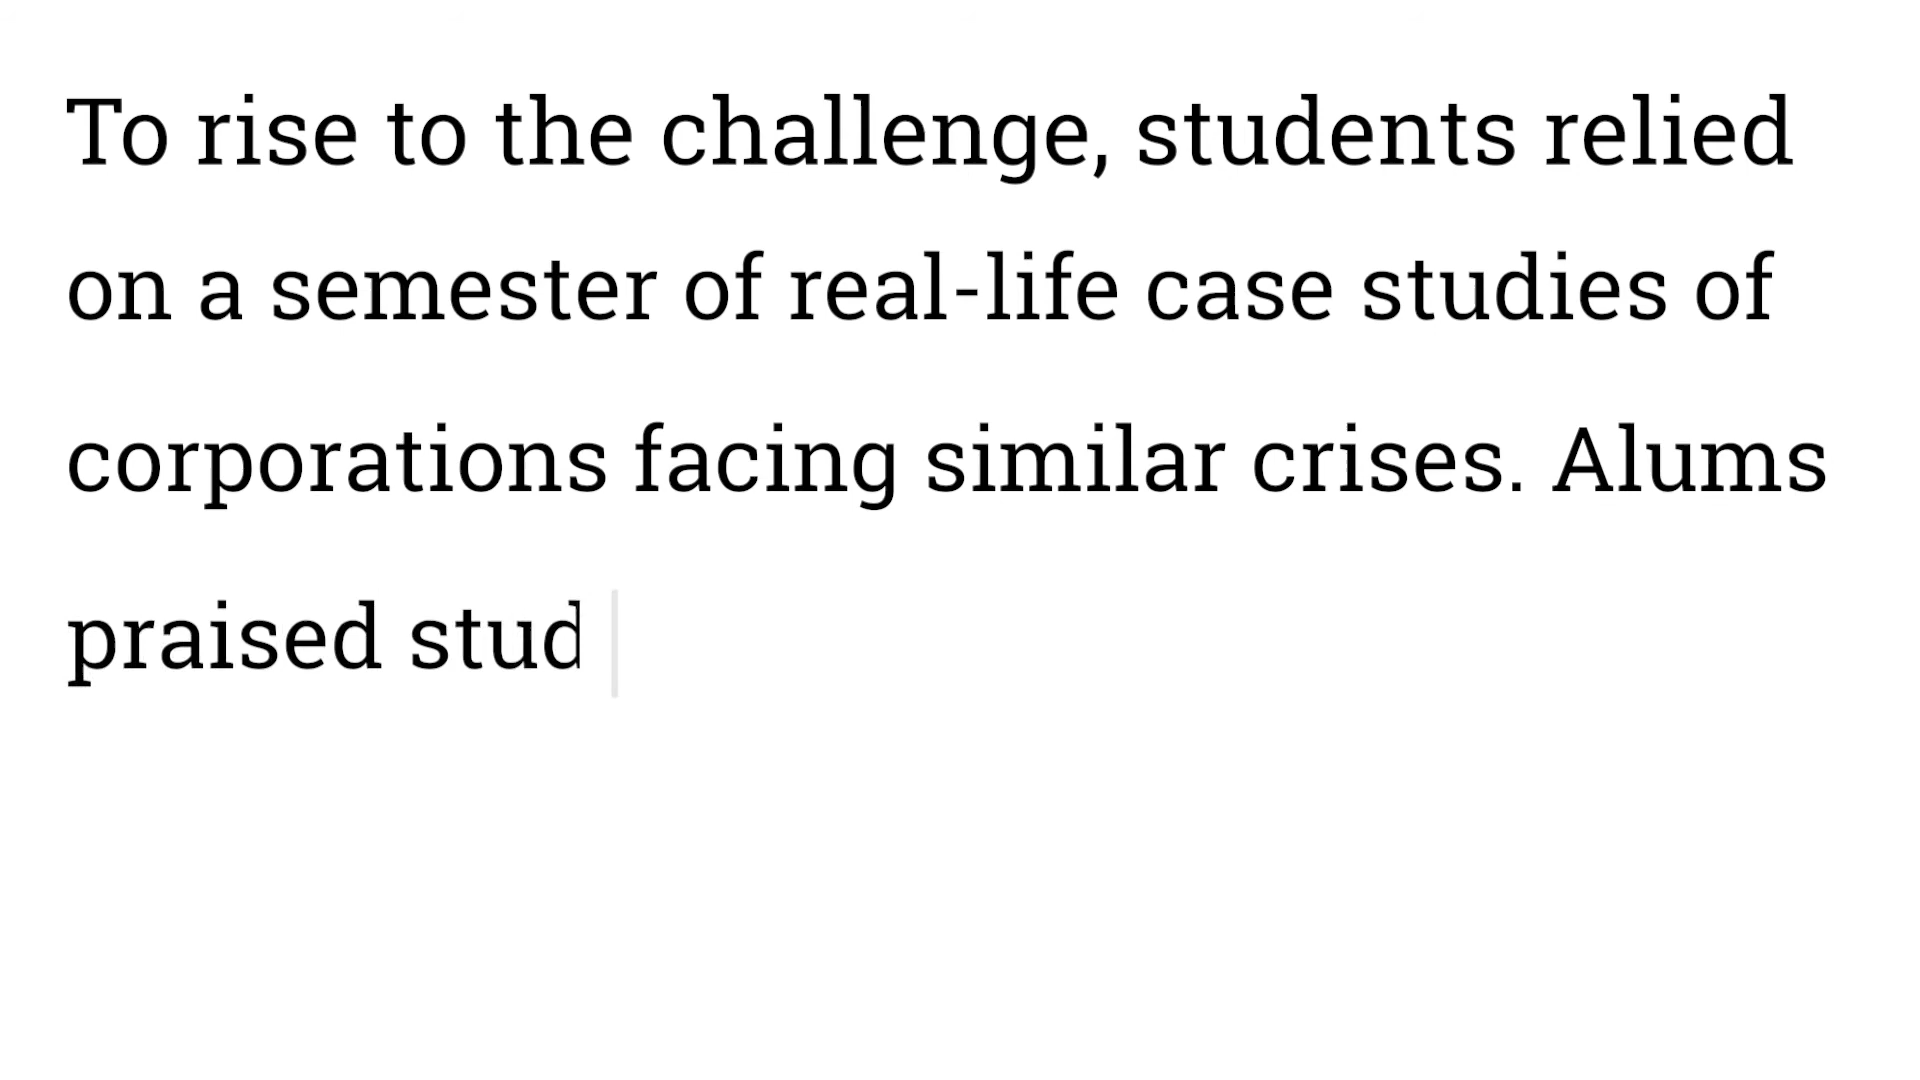 To rise to the challenge, students relied
on a semester of real-life case studies of
corporations facing similar crises. Alums
praised stud